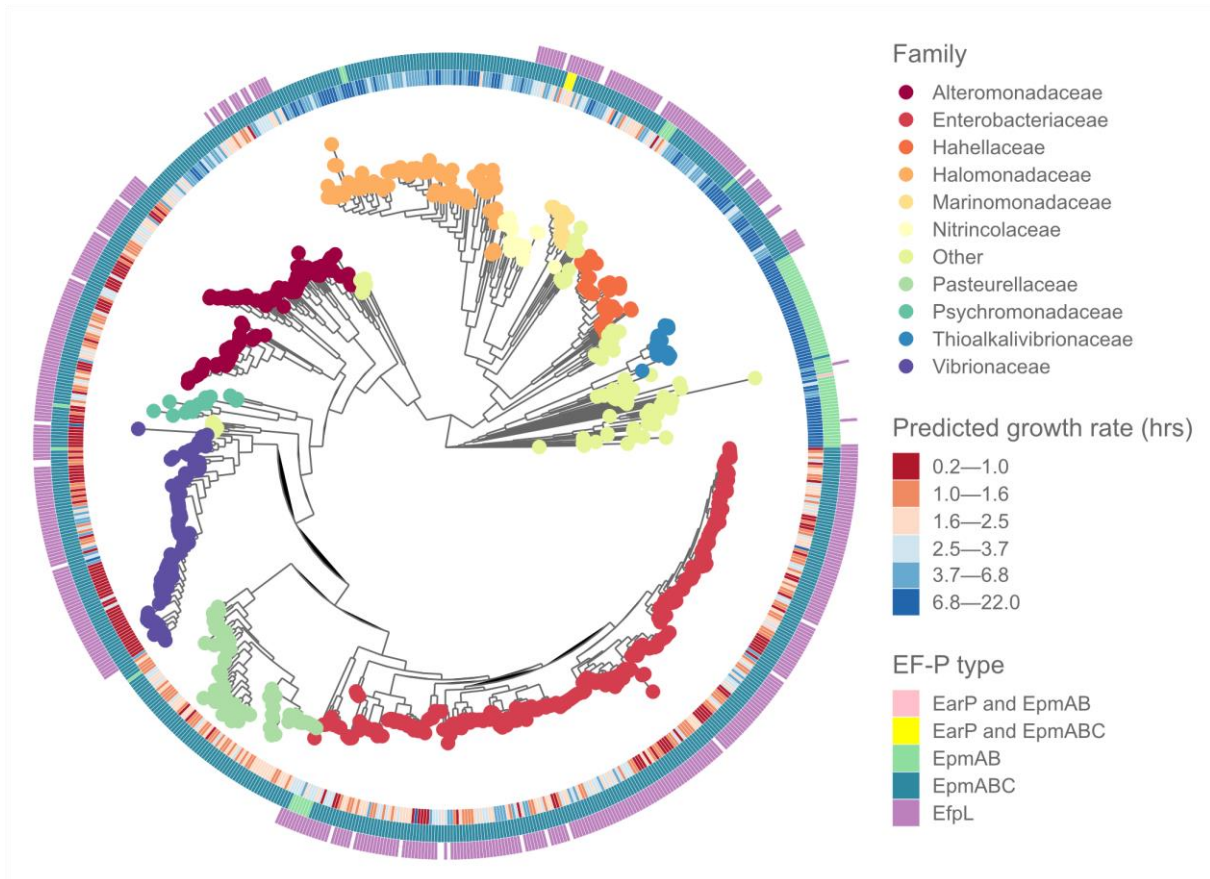 Family
Alteromonadaceae
Enterobacteriaceae
Hahellaceae
Halomonadaceae
Marinomonadaceae
Nitrincolaceae
Other
Pasteurellaceae
Psychromonadaceae
Thioalkalivibrionaceae
Vibrionaceae
Predicted growth rate (hrs)
0.2—1.0
1.0—1.6
1.6—2.5
2.5—3.7
3.7—6.8
6.8—22.0
EF-P type
EarP and EpmAB
EarP and EpmABC
EpmAB
EpmABC
EfpL